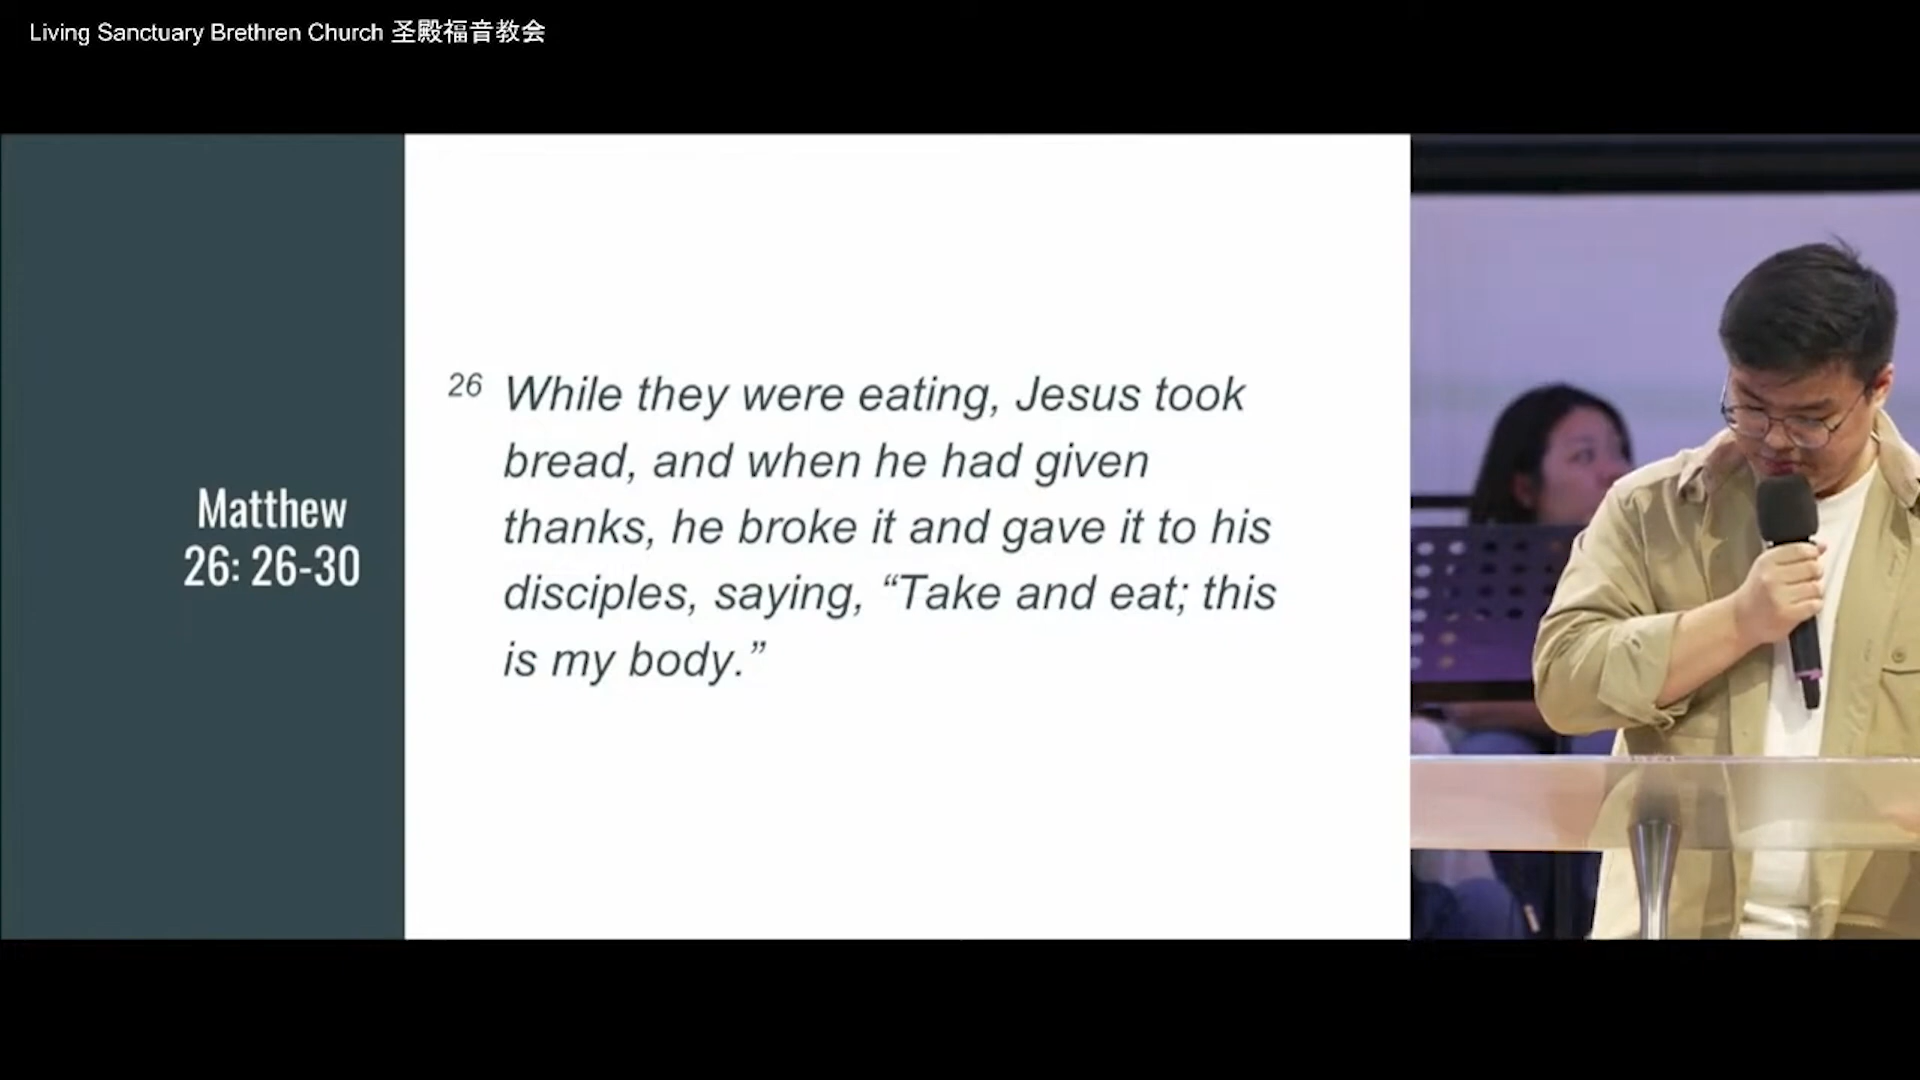 Living Sanctuary Brethren Church 圣殿福音教会
Matthew
26: 26-30
26 While they were eating, Jesus took
bread, and when he had given
thanks, he broke it and gave it to his
disciples, saying, “Take and eat; this
is my body.”